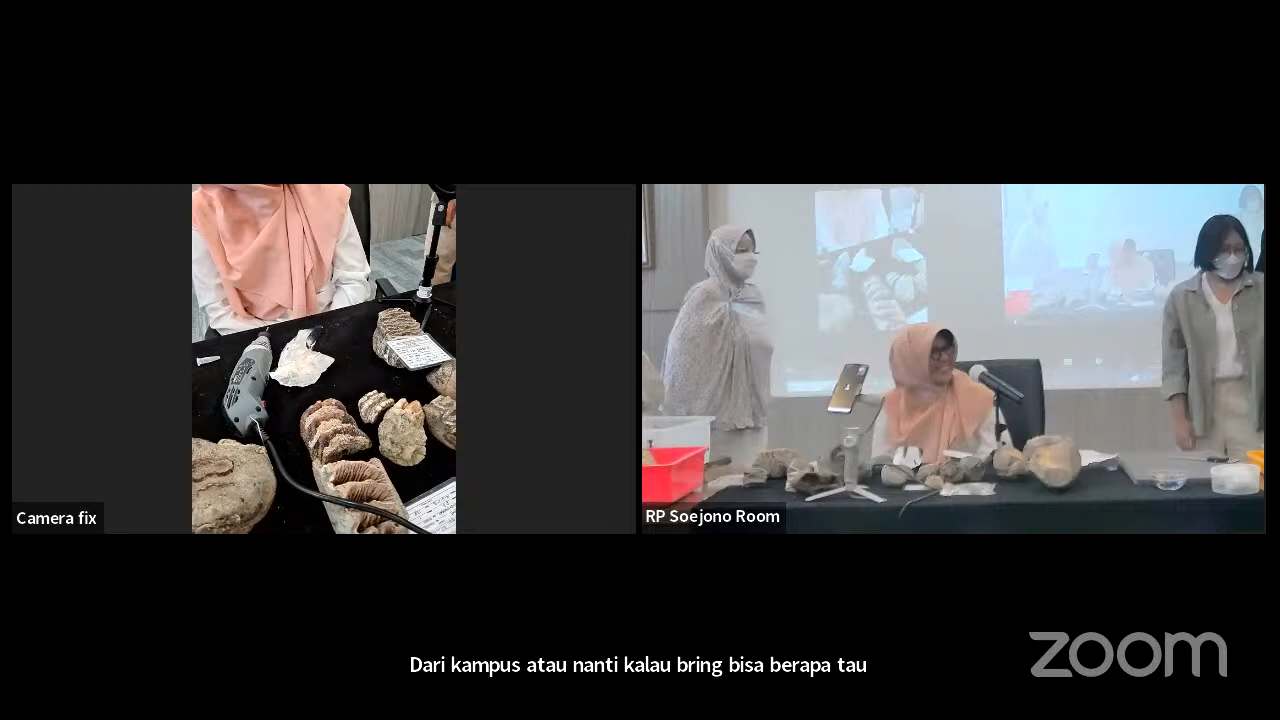 Camera fix
RP Soejono Room
Dari kampus atau nanti kalau bring bisa berapa tau
zoom